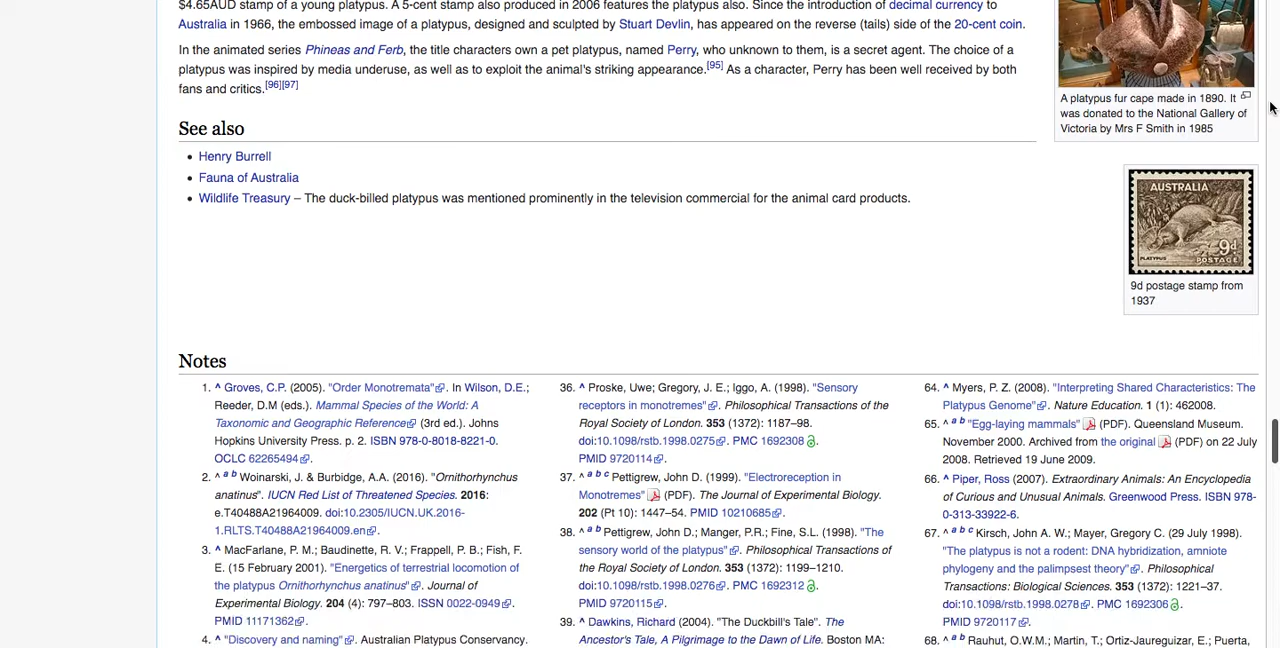 $4.65AUD stamp of a young platypus. A 5-cent stamp also produced in 2006 features the platypus also. Since the introduction of decimal currency to
Australia in 1966, the embossed image of a platypus, designed and sculpted by Stuart Devlin, has appeared on the reverse (tails) side of the 20-cent coin.
In the animated series Phineas and Ferb, the title characters own a pet platypus, named Perry, who unknown to them, is a secret agent. The choice of a
platypus was inspired by media underuse, as well as to exploit the animal's striking appearance.[95] As a character, Perry has been well received by both
fans and critics.[96][97]
A platypus fur cape made in 1890. It
was donated to the National Gallery of
Victoria by Mrs F Smith in 1985
See also
• Henry Burrell
• Fauna of Australia
• Wildlife Treasury – The duck-billed platypus was mentioned prominently in the television commercial for the animal card products.
AUSTRALIA
9d
PLATYPUS
POSTAGE
9d postage stamp from
1937
Notes
1. ^ Groves, C.P. (2005). "Order Monotremata". In Wilson, D.E.;
Reeder, D.M (eds.). Mammal Species of the World: A
Taxonomic and Geographic Reference (3rd ed.). Johns
Hopkins University Press. p. 2. ISBN 978-0-8018-8221-0.
OCLC 62265494.
2. ^ a b Woinarski, J. & Burbidge, A.A. (2016). "Ornithorhynchus
anatinus". IUCN Red List of Threatened Species. 2016:
e.T40488A21964009. doi:10.2305/IUCN.UK.2016-
1.RLTS.T40488A21964009.en.
3. ^ MacFarlane, P. M.; Baudinette, R. V.; Frappell, P. B.; Fish, F.
E. (15 February 2001). "Energetics of terrestrial locomotion of
the platypus Ornithorhynchus anatinus". Journal of
Experimental Biology. 204 (4): 797–803. ISSN 0022-0949.
PMID 11171362.
4. ^ "Discovery and naming". Australian Platypus Conservancy.
36. ^ Proske, Uwe; Gregory, J. E.; Iggo, A. (1998). "Sensory
receptors in monotremes". Philosophical Transactions of the
Royal Society of London. 353 (1372): 1187–98.
doi:10.1098/rstb.1998.0275. PMC 1692308.
PMID 9720114.
37. ^ a b c Pettigrew, John D. (1999). "Electroreception in
Monotremes" (PDF). The Journal of Experimental Biology.
202 (Pt 10): 1447–54. PMID 10210685.
38. ^ a b Pettigrew, John D.; Manger, P.R.; Fine, S.L. (1998). "The
sensory world of the platypus". Philosophical Transactions of
the Royal Society of London. 353 (1372): 1199–1210.
doi:10.1098/rstb.1998.0276. PMC 1692312.
PMID 9720115.
39. ^ Dawkins, Richard (2004). "The Duckbill's Tale". The
Ancestor's Tale, A Pilgrimage to the Dawn of Life. Boston MA:
64. ^ Myers, P. Z. (2008). "Interpreting Shared Characteristics: The
Platypus Genome". Nature Education. 1 (1): 462008.
65. ^ a b "Egg-laying mammals" (PDF). Queensland Museum.
November 2000. Archived from the original (PDF) on 22 July
2008. Retrieved 19 June 2009.
66. ^ Piper, Ross (2007). Extraordinary Animals: An Encyclopedia
of Curious and Unusual Animals. Greenwood Press. ISBN 978-
0-313-33922-6.
67. ^ a b c Kirsch, John A. W.; Mayer, Gregory C. (29 July 1998).
"The platypus is not a rodent: DNA hybridization, amniote
phylogeny and the palimpsest theory". Philosophical
Transactions: Biological Sciences. 353 (1372): 1221–37.
doi:10.1098/rstb.1998.0278. PMC 1692306.
PMID 9720117.
68. ^ a b Rauhut, O.W.M.; Martin, T.; Ortiz-Jaureguizar, E.; Puerta,